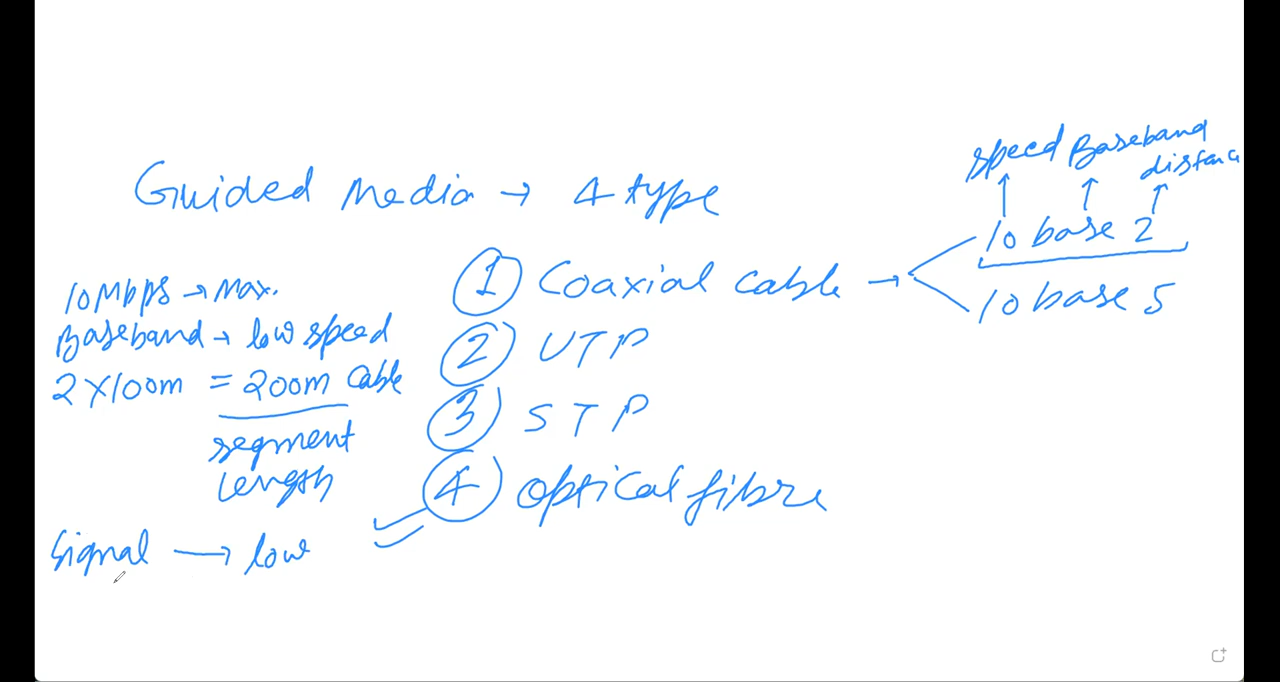 Guided Media → 4 type
speed Baseband distanc
10 base 2
① Coaxial cable →
10 base 5
② UTP
③ STP
④ optical fibre
10Mbps → Max.
Baseband → low speed
2 X 100m = 200m Cable
segment
Length
Signal → low